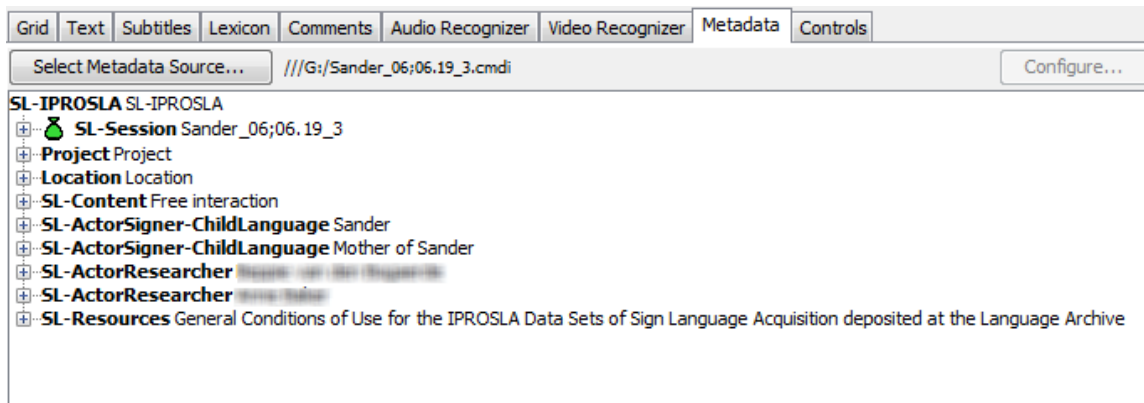 Grid Text Subtitles Lexicon Comments Audio Recognizer Video Recognizer Metadata Controls
Select Metadata Source... ///G:/Sander_06;06.19_3.cmdi Configure...
SL-IPROSLA SL-IPROSLA
SL-Session Sander_06;06.19_3
Project Project
Location Location
SL-Content Free interaction
SL-ActorSigner-ChildLanguage Sander
SL-ActorSigner-ChildLanguage Mother of Sander
SL-ActorResearcher
SL-ActorResearcher
SL-Resources General Conditions of Use for the IPROSLA Data Sets of Sign Language Acquisition deposited at the Language Archive